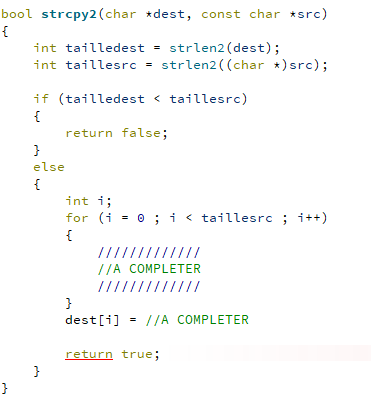 bool strcpy2(char *dest, const char *src)
{
    int tailledest = strlen2(dest);
    int taillesrc = strlen2((char *)src);

    if (tailledest < taillesrc)
    {
        return false;
    }
    else
    {
        int i;
        for (i = 0 ; i < taillesrc ; i++)
        {
            /////////////
            //A COMPLETER
            /////////////
        }
        dest[i] = //A COMPLETER

        return true;
    }
}